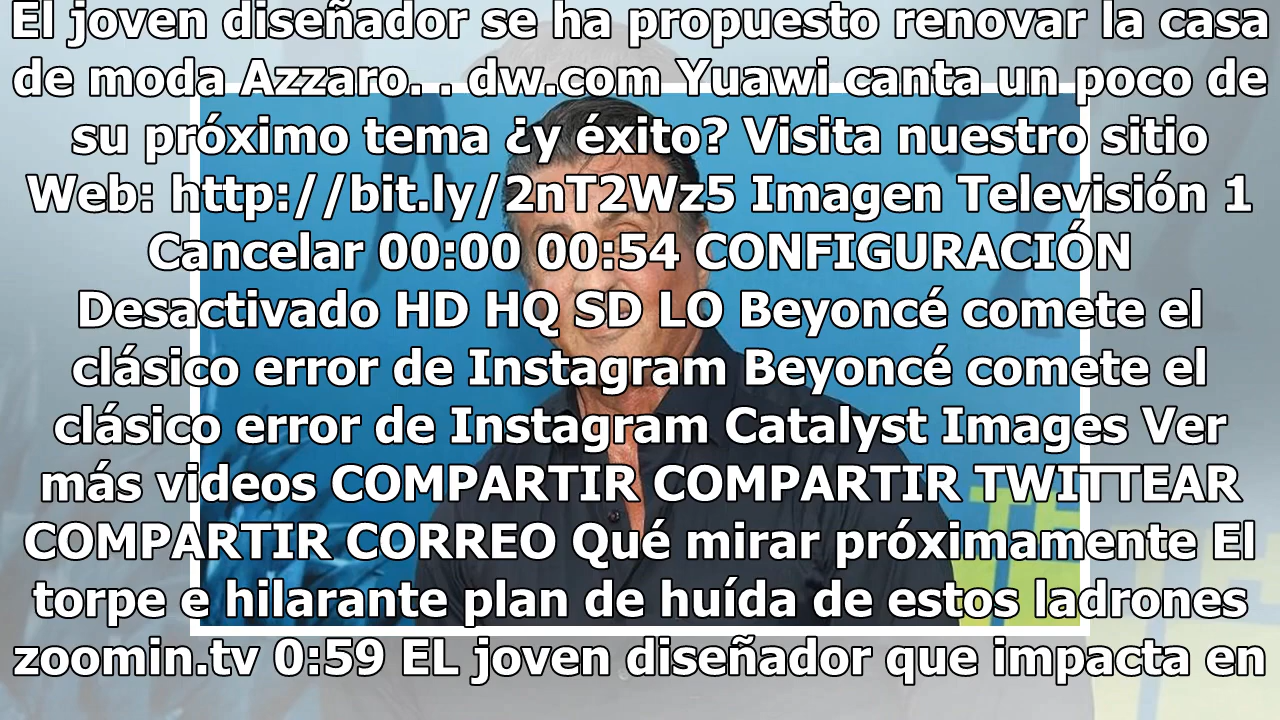 El joven diseñador se ha propuesto renovar la casa
de moda Azzaro. . dw.com Yuawi canta un poco de
su próximo tema ¿y éxito? Visita nuestro sitio
Web: http://bit.ly/2nT2Wz5 Imagen Televisión 1
Cancelar 00:00 00:54 CONFIGURACIÓN
Desactivado HD HQ SD LO Beyoncé comete el
clásico error de Instagram Beyoncé comete el
clásico error de Instagram Catalyst Images Ver
más videos COMPARTIR COMPARTIR TWITTEAR
COMPARTIR CORREO Qué mirar próximamente El
torpe e hilarante plan de huída de estos ladrones
zoomin.tv 0:59 EL joven diseñador que impacta en